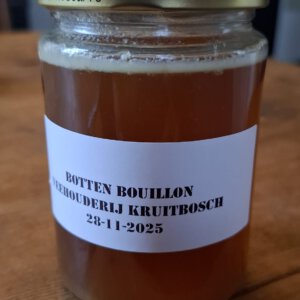 BOTTEN BOUILLON
VEEHOUDERIJ KRUITBOSCH
28-11-2025